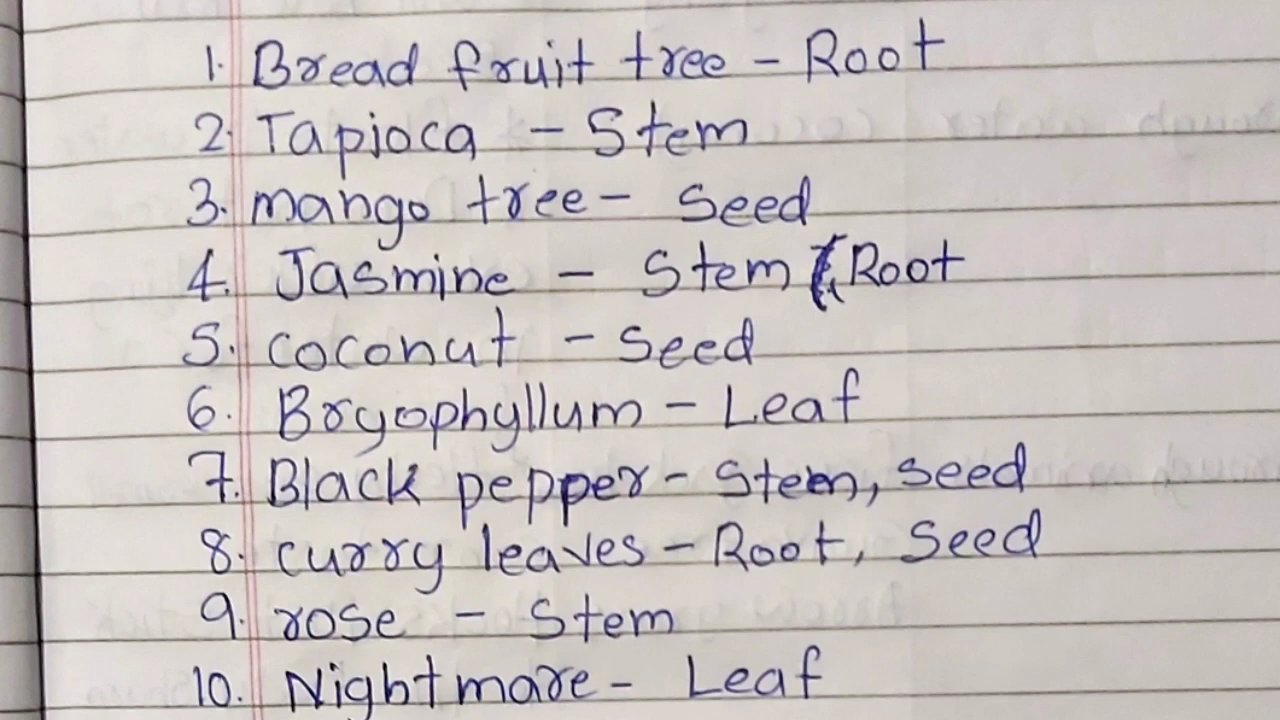 1. Bread fruit tree - Root
2. Tapioca - Stem
3. mango tree - Seed
4. Jasmine - Stem, Root
5. coconut - Seed
6. Bryophyllum - Leaf
7. Black pepper - Stem, Seed
8. curry leaves - Root, Seed
9. rose - Stem
10. Nightmare - Leaf